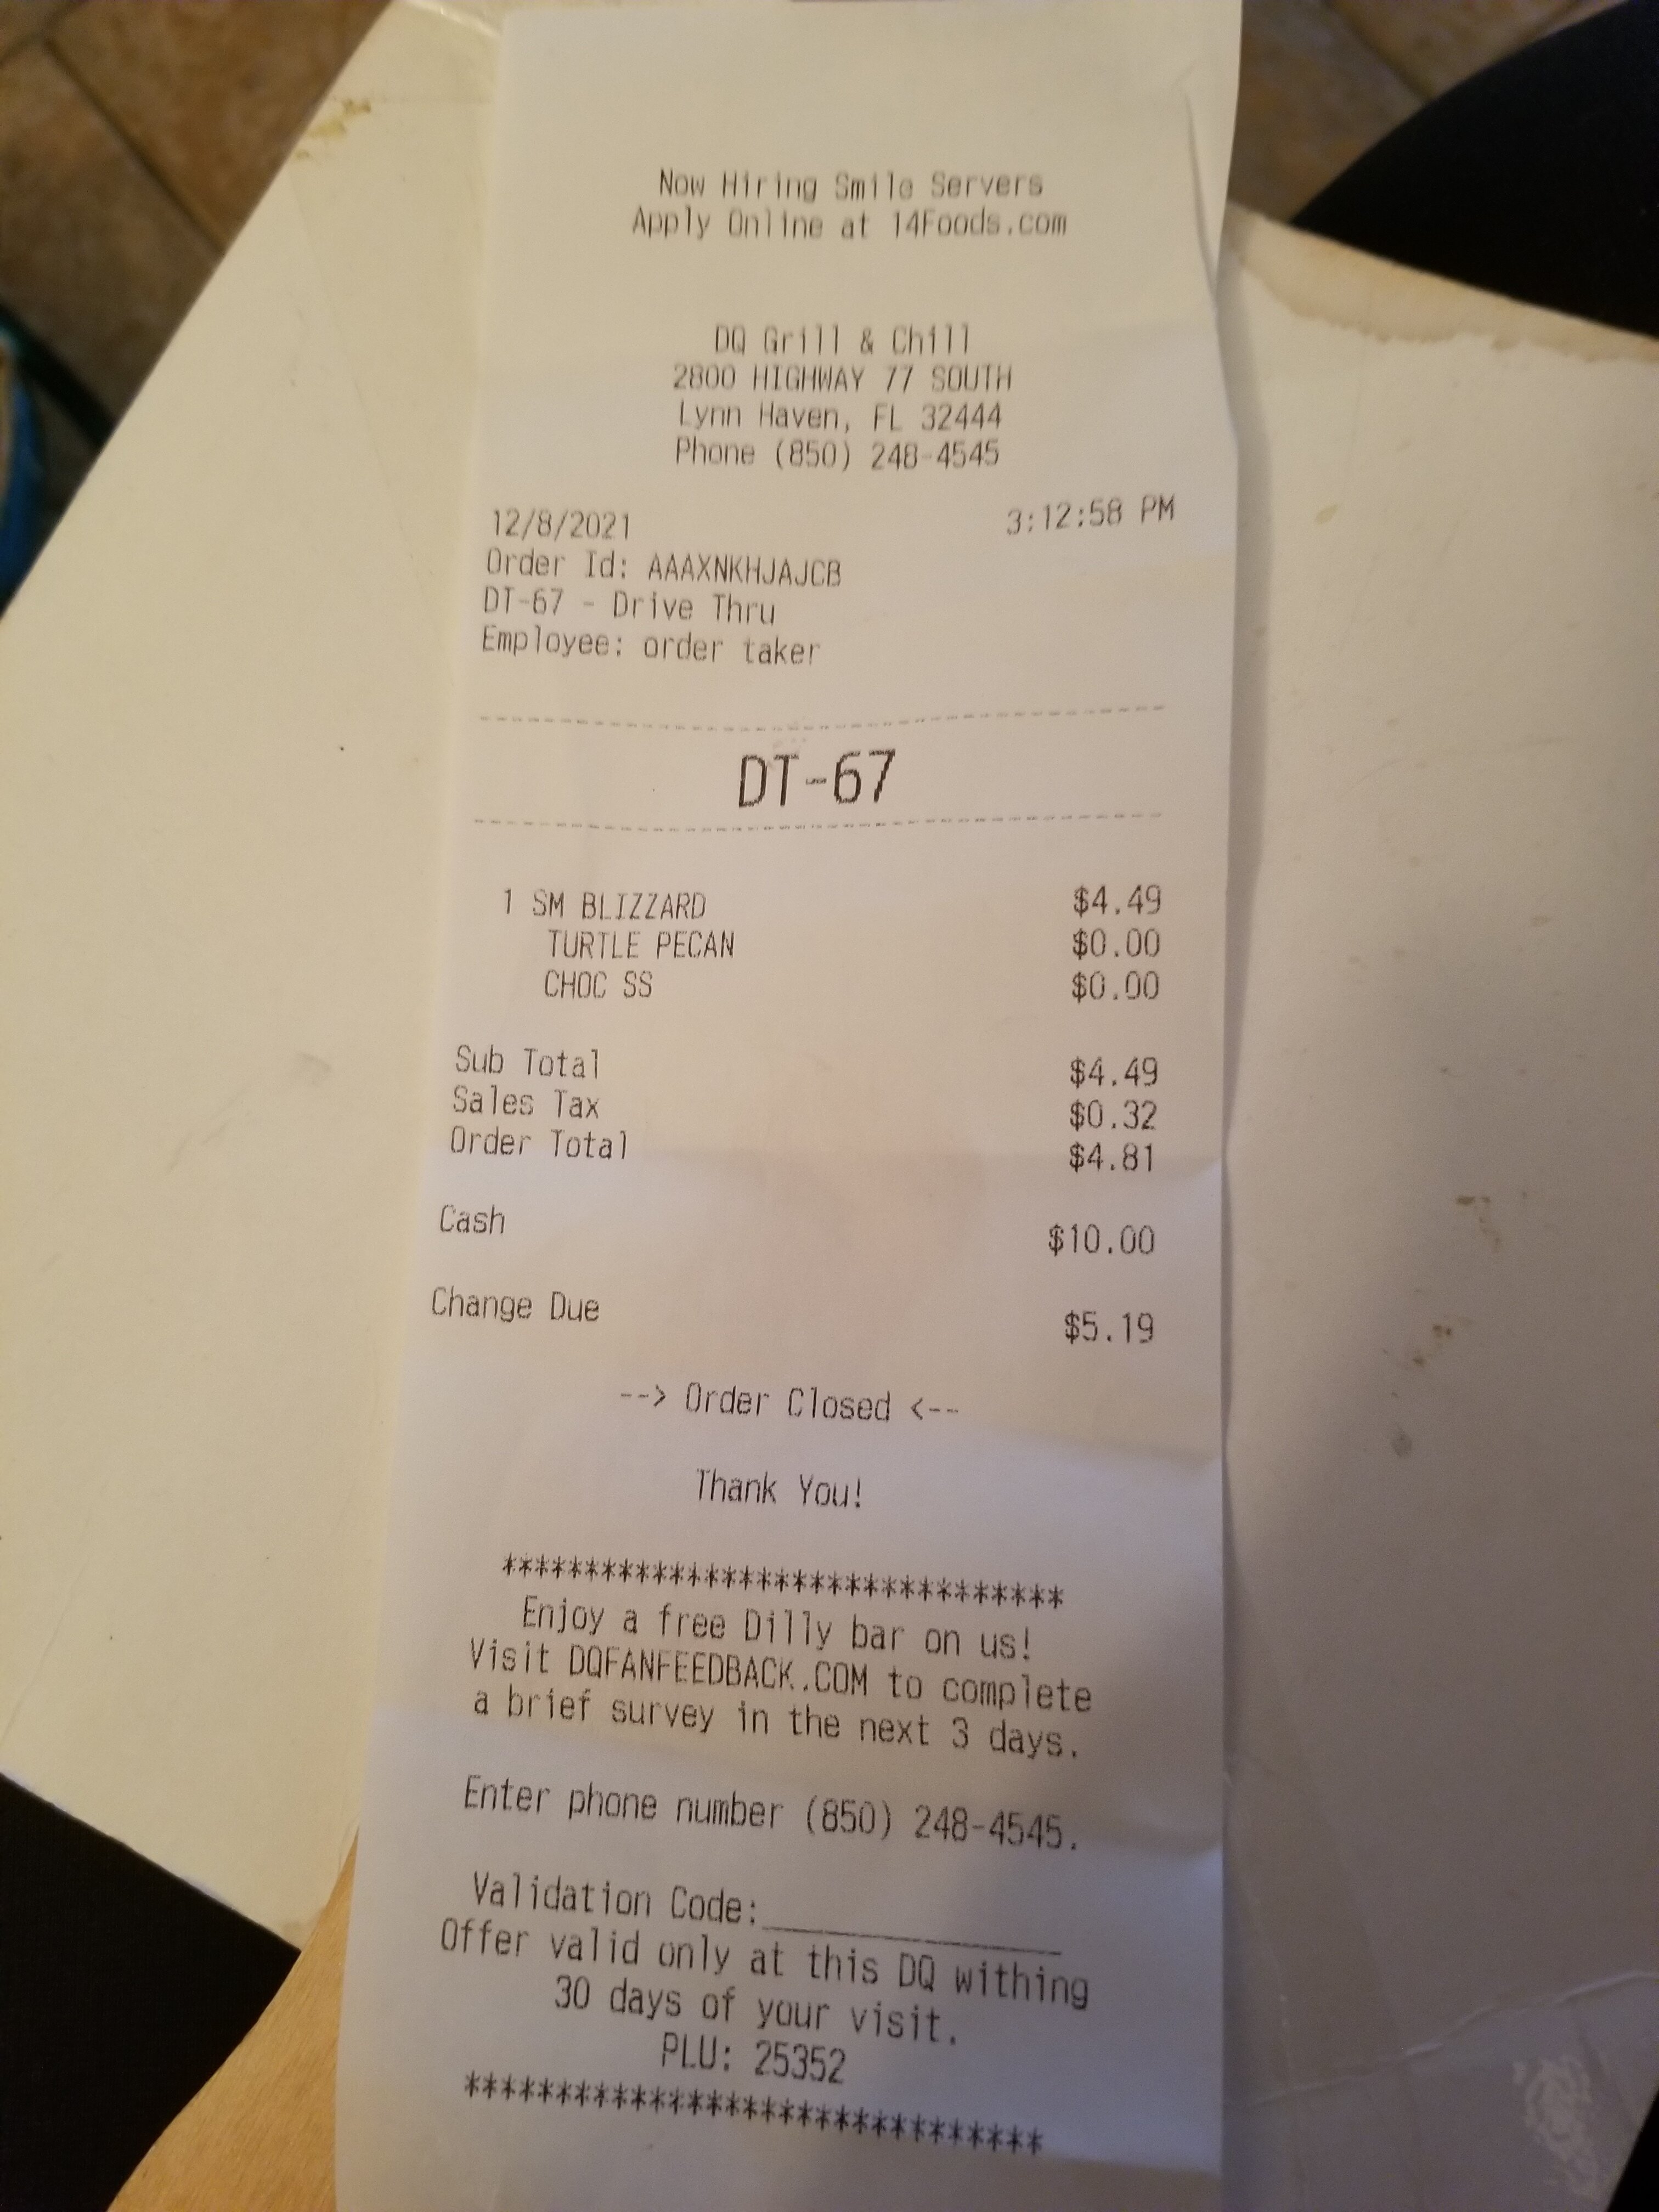 Now Hiring Smile Servers
Apply Online at 14Foods.com
DQ Grill & Chill
2800 HIGHWAY 77 SOUTH
Lynn Haven, FL 32444
Phone (850) 248-4545
12/8/2021 3:12:58 PM
Order Id: AAAXNKHJAJCB
DT-67 - Drive Thru
Employee: order taker
DT-67
1 SM BLIZZARD $4.49
TURTLE PECAN $0.00
CHOC SS $0.00
Sub Total $4.49
Sales Tax $0.32
Order Total $4.81
Cash $10.00
Change Due $5.19
--> Order Closed <--
Thank You!
*********************************
Enjoy a free Dilly bar on us!
Visit DQFANFEEDBACK.COM to complete
a brief survey in the next 3 days.
Enter phone number (850) 248-4545.
Validation Code:_______________
Offer valid only at this DQ withing
30 days of your visit.
PLU: 25352
*********************************